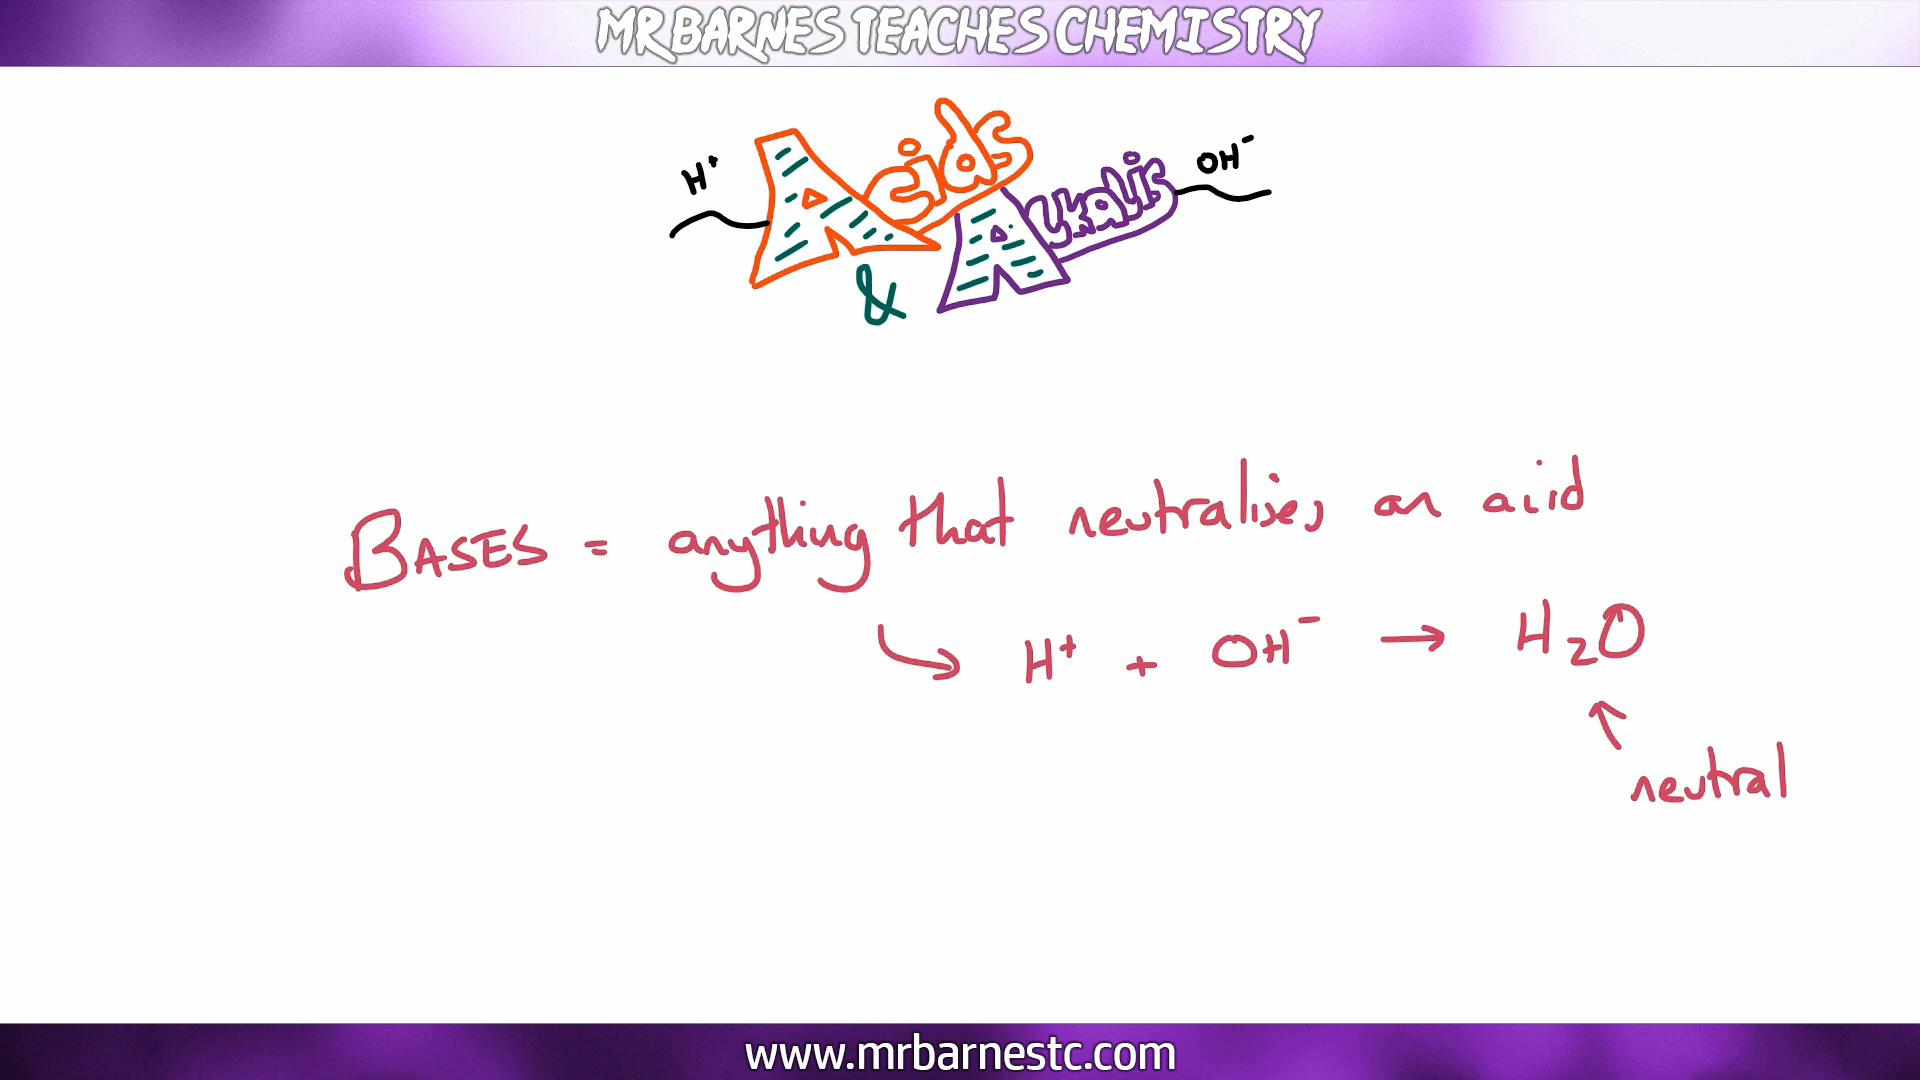 MR BARNES TEACHES CHEMISTRY
H⁺ Acids
& Alkalis OH⁻
BASES = anything that neutralises an acid
↳ H⁺ + OH⁻ → H₂O
↑
neutral
www.mrbarnestc.com